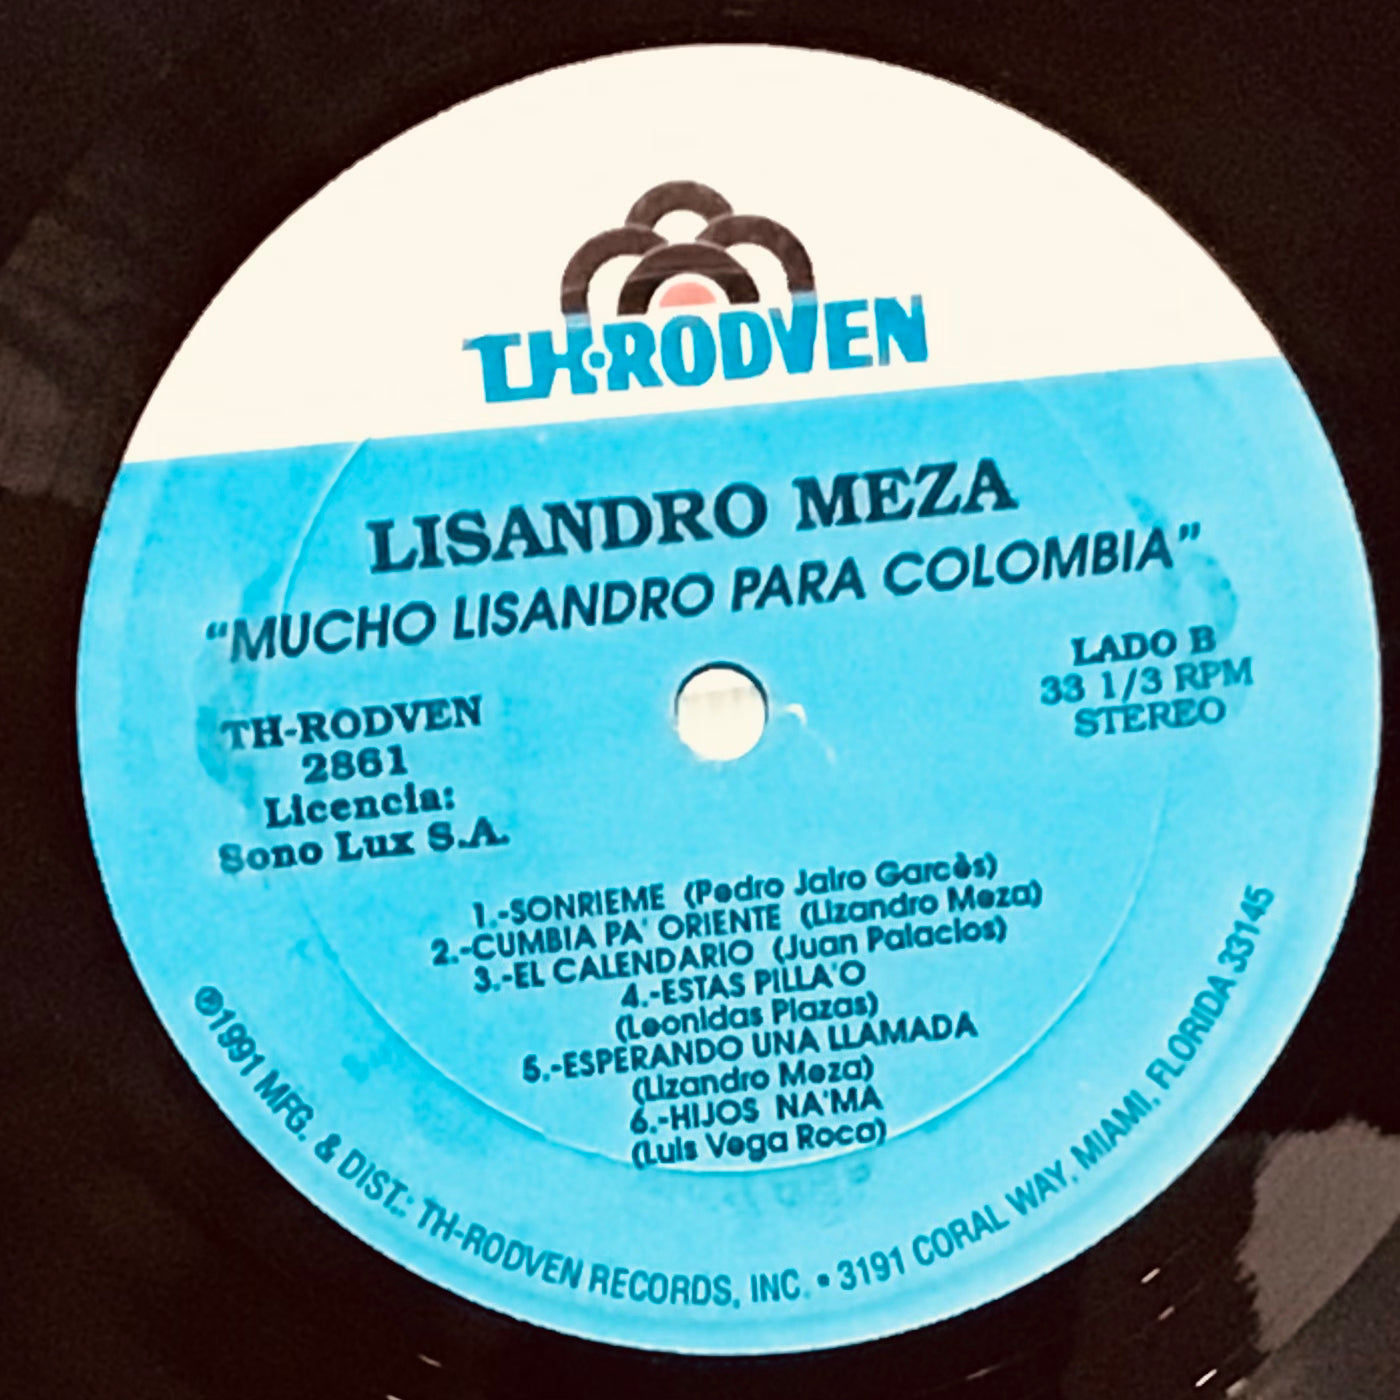 TH·RODVEN
LISANDRO MEZA
"MUCHO LISANDRO PARA COLOMBIA"
TH-RODVEN
2861
Licencia:
Sono Lux S.A.
LADO B
33 1/3 RPM
STEREO
1.-SONRIEME (Pedro Jairo Garcès)
2.-CUMBIA PA' ORIENTE (Lizandro Meza)
3.-EL CALENDARIO (Juan Palacios)
4.-ESTAS PILLA'O
(Leonidas Plazas)
5.-ESPERANDO UNA LLAMADA
(Lizandro Meza)
6.-HIJOS NA'MA
(Luis Vega Roca)
℗1991 MFG. & DIST.: TH-RODVEN RECORDS, INC. • 3191 CORAL WAY, MIAMI, FLORIDA 33145